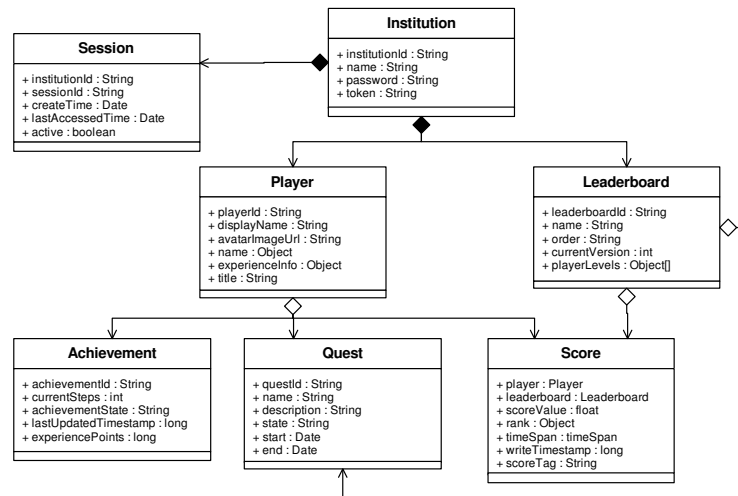 Institution
+ institutionId : String
+ name : String
+ password : String
+ token : String
Session
+ institutionId : String
+ sessionId : String
+ createTime : Date
+ lastAccessedTime : Date
+ active : boolean
Player
+ playerId : String
+ displayName : String
+ avatarImageUrl : String
+ name : Object
+ experienceInfo : Object
+ title : String
Leaderboard
+ leaderboardId : String
+ name : String
+ order : String
+ currentVersion : int
+ playerLevels : Object[]
Achievement
+ achievementId : String
+ currentSteps : int
+ achievementState : String
+ lastUpdatedTimestamp : long
+ experiencePoints : long
Quest
+ questId : String
+ name : String
+ description : String
+ state : String
+ start : Date
+ end : Date
Score
+ player : Player
+ leaderboard : Leaderboard
+ scoreValue : float
+ rank : Object
+ timeSpan : timeSpan
+ writeTimestamp : long
+ scoreTag : String